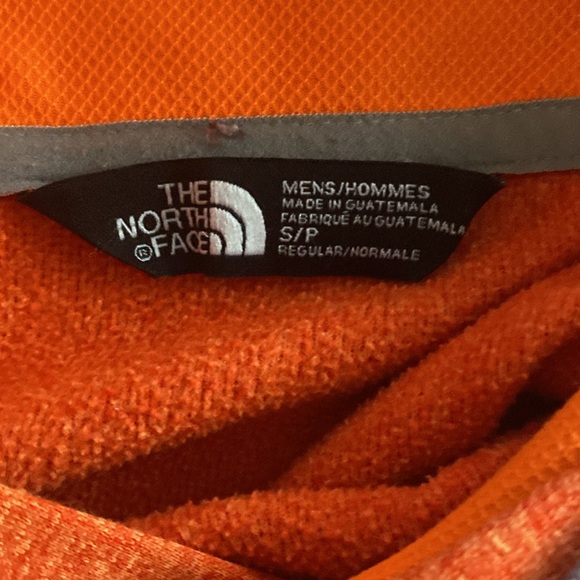 THE
NORTH
®FACE
MENS/HOMMES
MADE IN GUATEMALA
FABRIQUÉ AU GUATEMALA
S/P
REGULAR/NORMALE